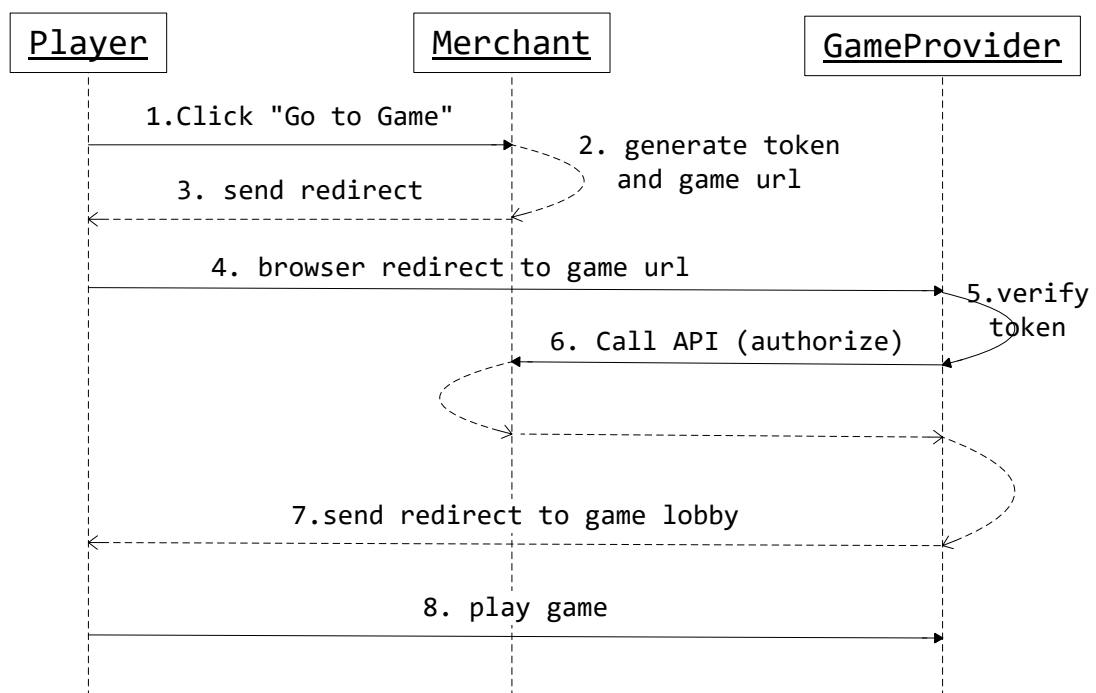 Player
Merchant
GameProvider
1.Click "Go to Game"
2. generate token
and game url
3. send redirect
4. browser redirect to game url
5.verify
token
6. Call API (authorize)
7.send redirect to game lobby
8. play game